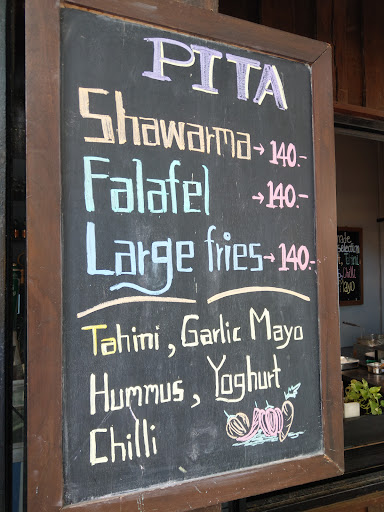 PITA
Shawarma → 140.-
Falafel → 140.-
Large fries → 140.-
Tahini, Garlic Mayo
Hummus, Yoghurt
Chilli